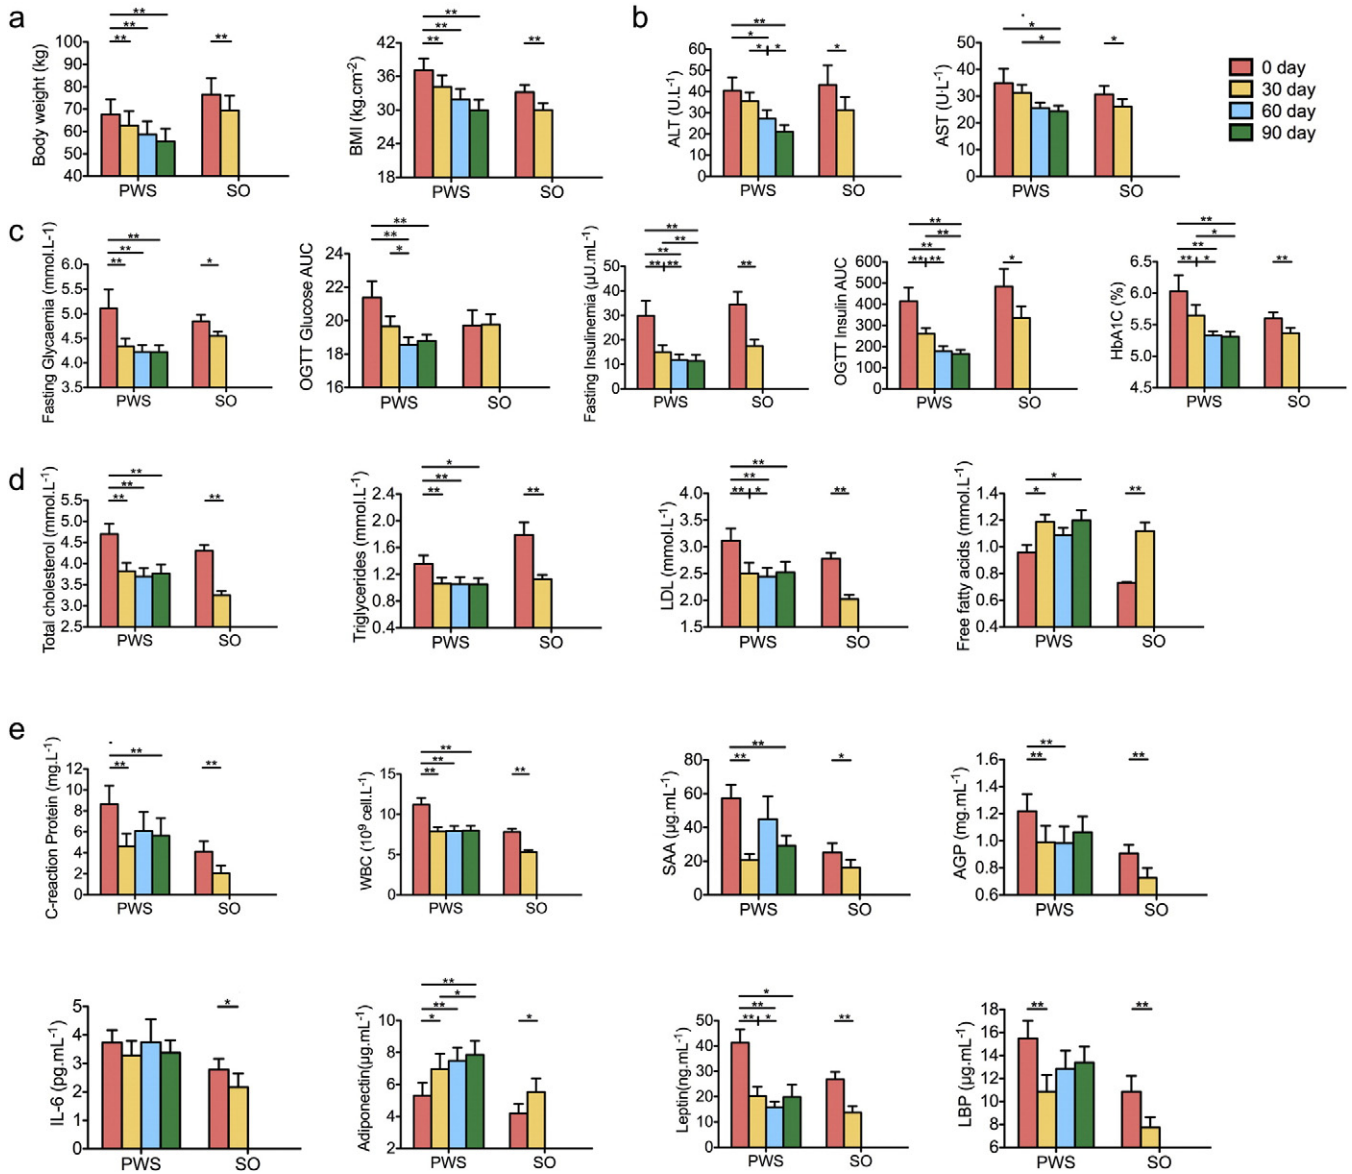 a
b
** ** ** **
Body weight (kg)
100
90
80
70
60
50
40
PWS SO
** ** ** **
BMI (kg.cm-2)
42
36
30
24
18
PWS SO
** * * * *
ALT (U.L-1)
60
50
40
30
20
10
0
PWS SO
* * *
AST (U·L-1)
50
40
30
20
10
0
PWS SO
0 day
30 day
60 day
90 day
c
** ** ** *
Fasting Glycaemia (mmol.L-1)
6.0
5.5
5.0
4.5
4.0
3.5
PWS SO
** ** *
OGTT Glucose AUC
24
22
20
18
16
PWS SO
** ** ** ** ** **
Fasting Insulinemia (µU.mL-1)
50
40
30
20
10
0
PWS SO
** ** ** ** ** *
OGTT Insulin AUC
600
500
400
300
200
100
0
PWS SO
** * ** ** * **
HbA1C (%)
6.5
6.0
5.5
5.0
4.5
PWS SO
d
** ** ** **
Total cholesterol (mmol.L-1)
5.5
5.0
4.5
4.0
3.5
3.0
2.5
PWS SO
* ** ** **
Triglycerides (mmol.L-1)
2.4
2.0
1.6
1.2
0.8
0.4
PWS SO
** ** ** * **
LDL (mmol.L-1)
4.0
3.5
3.0
2.5
2.0
1.5
PWS SO
* * **
Free fatty acids (mmol.L-1)
1.4
1.2
1.0
0.8
0.6
0.4
PWS SO
e
** ** **
C-reaction Protein (mg.L-1)
12
10
8
6
4
2
0
PWS SO
** ** ** **
WBC (109 cell.L-1)
15
10
5
0
PWS SO
** ** *
SAA (µg.mL-1)
80
60
40
20
0
PWS SO
** ** **
AGP (mg.mL-1)
1.6
1.4
1.2
1.0
0.8
0.6
PWS SO
*
IL-6 (pg.mL-1)
5
4
3
2
1
0
PWS SO
** * ** * *
Adiponectin(µg.mL-1)
10
8
6
4
2
PWS SO
* ** ** * **
Leptin(ng.mL-1)
50
40
30
20
10
0
PWS SO
** **
LBP (µg.mL-1)
18
16
14
12
10
8
6
PWS SO